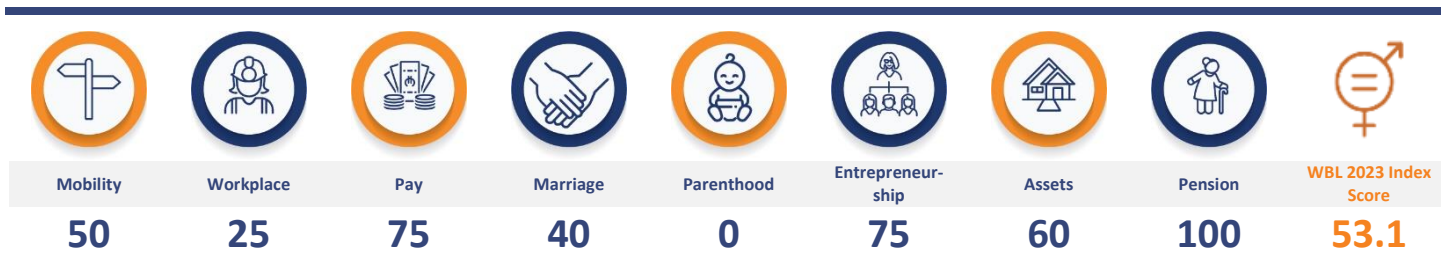 Mobility
Workplace
Pay
Marriage
Parenthood
Entrepreneur-
ship
Assets
Pension
WBL 2023 Index
Score
50
25
75
40
0
75
60
100
53.1